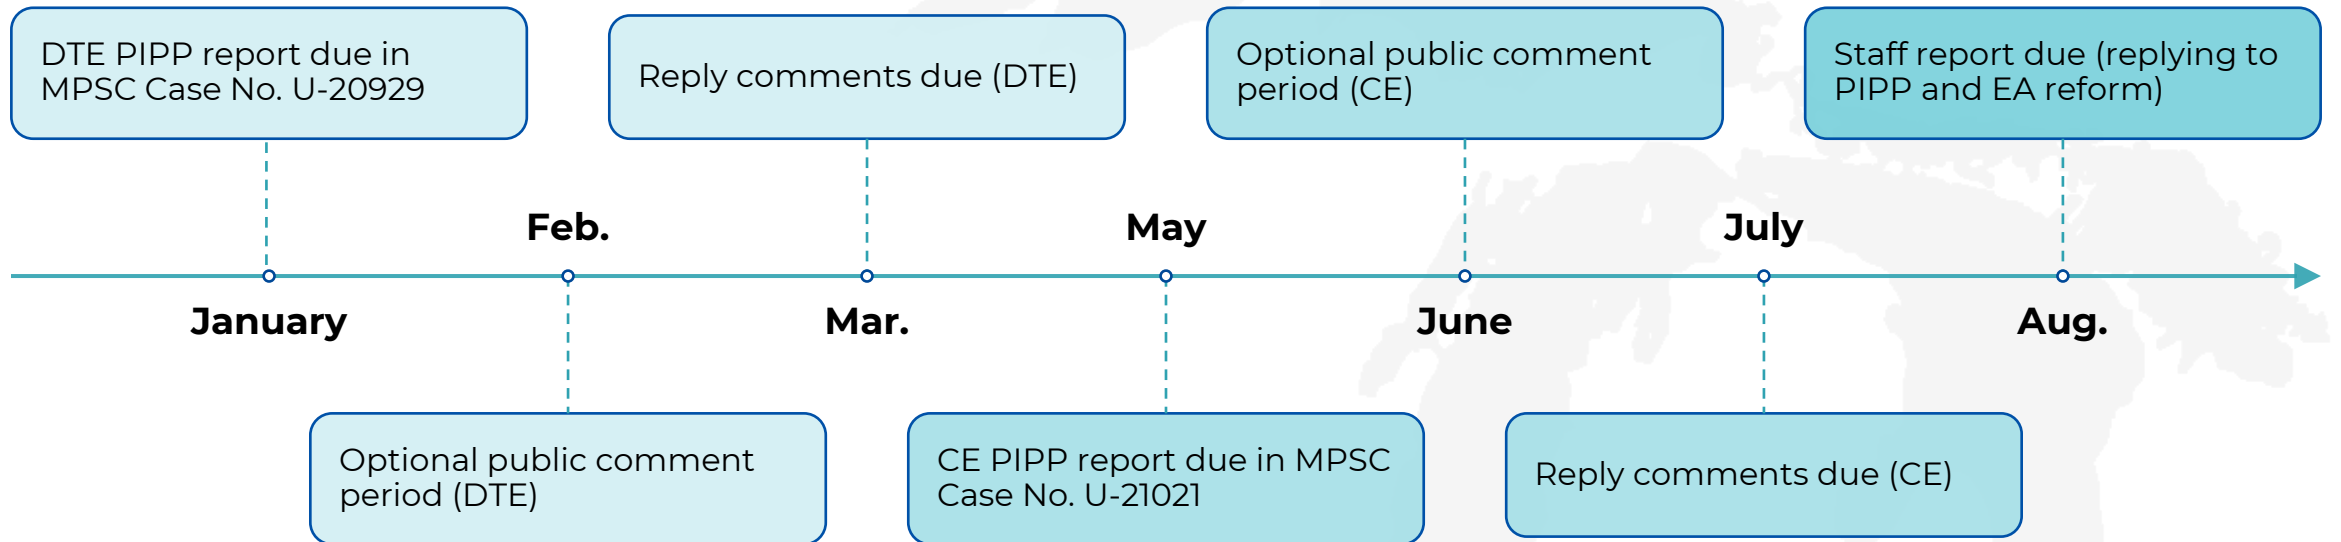 DTE PIPP report due in
MPSC Case No. U-20929
Reply comments due (DTE)
Optional public comment
period (CE)
Staff report due (replying to
PIPP and EA reform)
Feb.
May
July
January
Mar.
June
Aug.
Optional public comment
period (DTE)
CE PIPP report due in MPSC
Case No. U-21021
Reply comments due (CE)